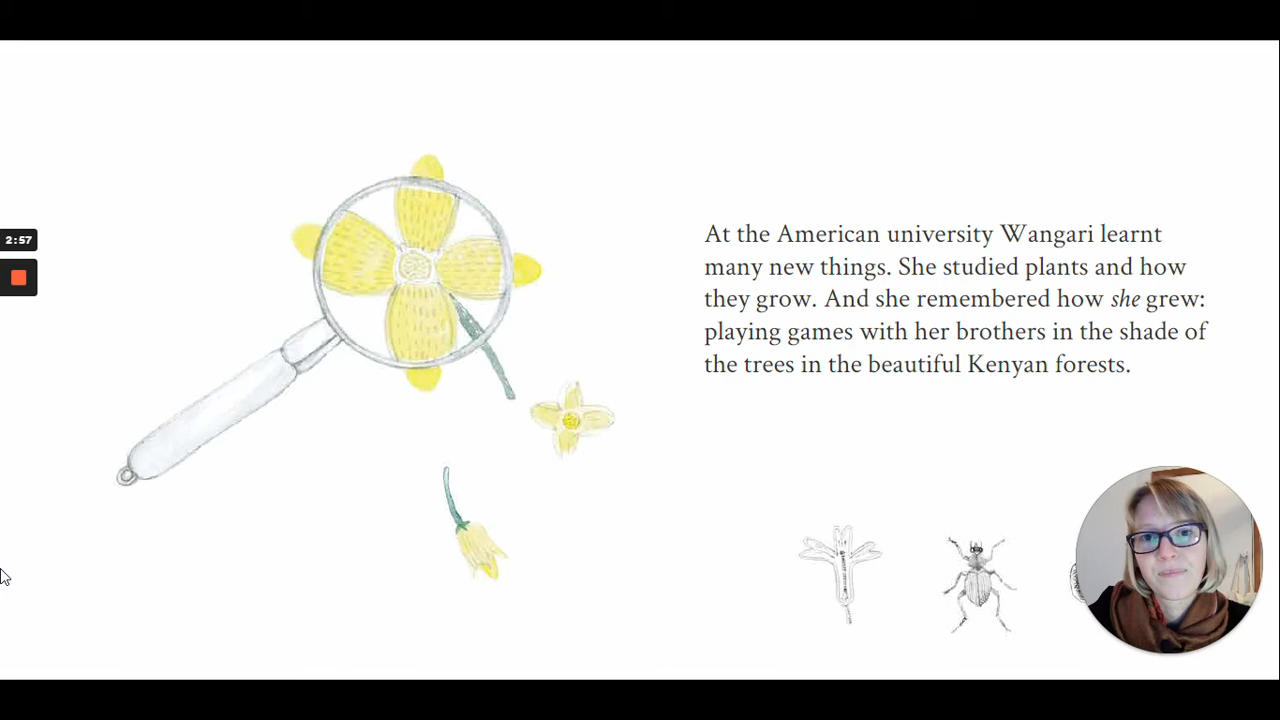 2:57
At the American university Wangari learnt
many new things. She studied plants and how
they grow. And she remembered how she grew:
playing games with her brothers in the shade of
the trees in the beautiful Kenyan forests.